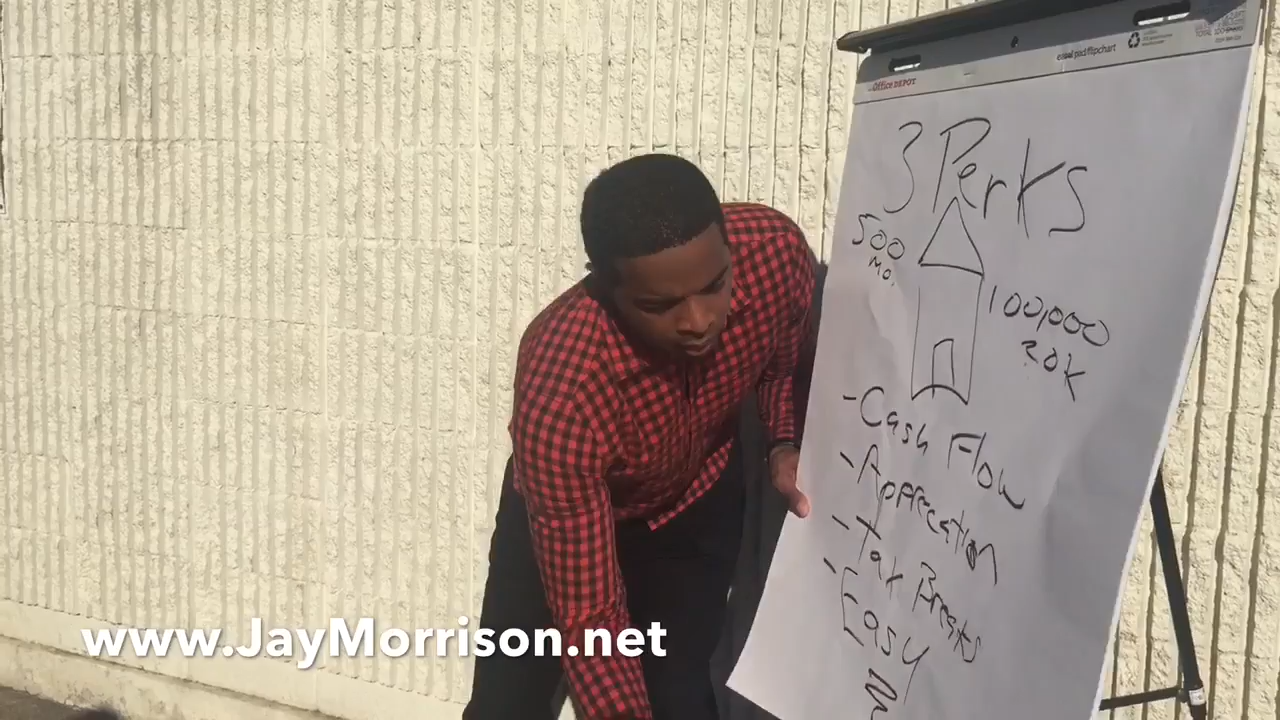 Office DEPOT
easel pad/flipchart
3 Perks
500
Mo.
100,000
20K
- Cash Flow
- Appreciation
- Tax Breaks
- Easy
www.JayMorrison.net